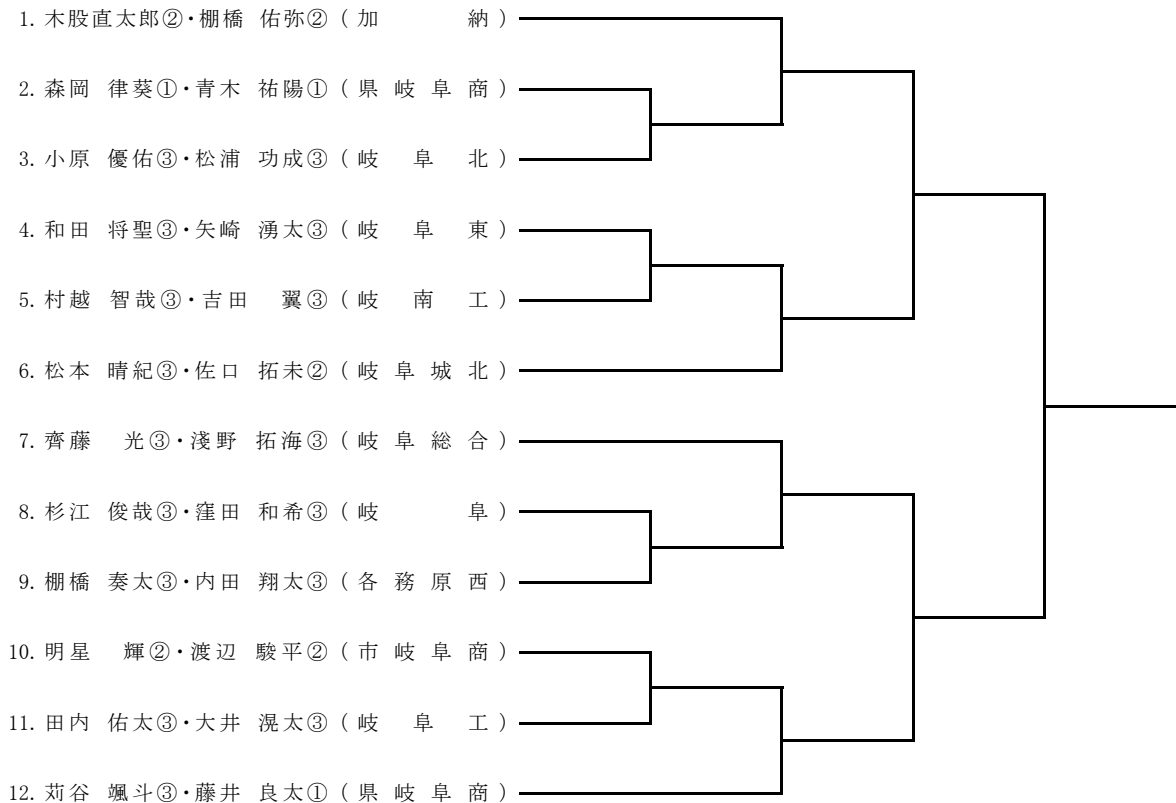 1. 木股直太郎②・棚橋 佑弥② ( 加 納 )
2. 森岡 律葵①・青木 祐陽① ( 県 岐 阜 商 )
3. 小原 優佑③・松浦 功成③ ( 岐 阜 北 )
4. 和田 将聖③・矢崎 湧太③ ( 岐 阜 東 )
5. 村越 智哉③・吉田 翼③ ( 岐 南 工 )
6. 松本 晴紀③・佐口 拓未② ( 岐 阜 城 北 )
7. 齊藤 光③・淺野 拓海③ ( 岐 阜 総 合 )
8. 杉江 俊哉③・窪田 和希③ ( 岐 阜 )
9. 棚橋 奏太③・内田 翔太③ ( 各 務 原 西 )
10. 明星 輝②・渡辺 駿平② ( 市 岐 阜 商 )
11. 田内 佑太③・大井 滉太③ ( 岐 阜 工 )
12. 苅谷 颯斗③・藤井 良太① ( 県 岐 阜 商 )